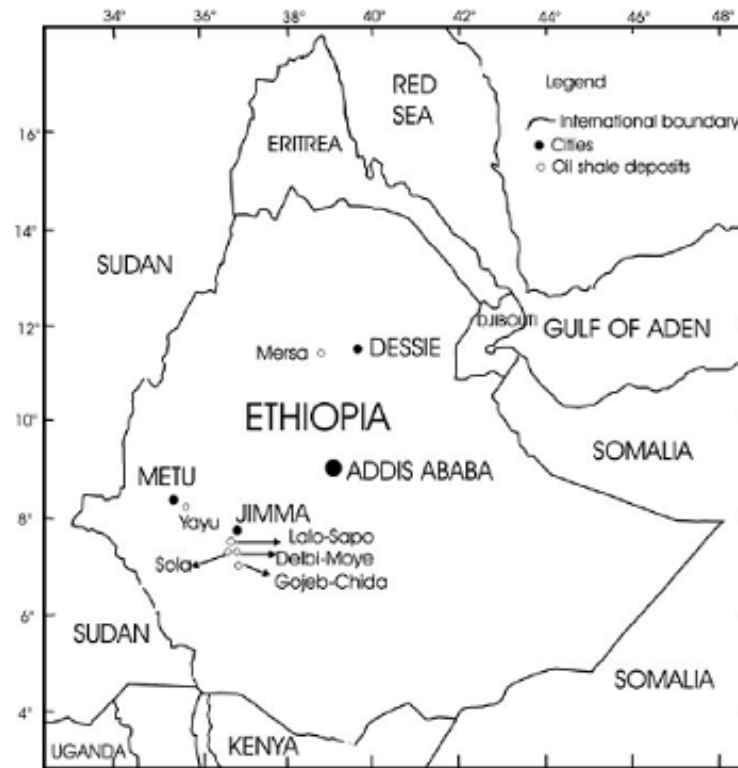 34° 36° 38° 40° 42° 44° 46° 48°
RED
SEA
Legend
International boundary
Cities
Oil shale deposits
16°
ERITREA
14°
SUDAN
12°
DJIBOUTI
GULF OF ADEN
Mersa
DESSIE
10°
ETHIOPIA
SOMALIA
METU
ADDIS ABABA
8°
Yayu
JIMMA
Lalo-Sapo
Sola
Delbi-Moye
Gojeb-Chida
6°
SUDAN
SOMALIA
4°
UGANDA
KENYA